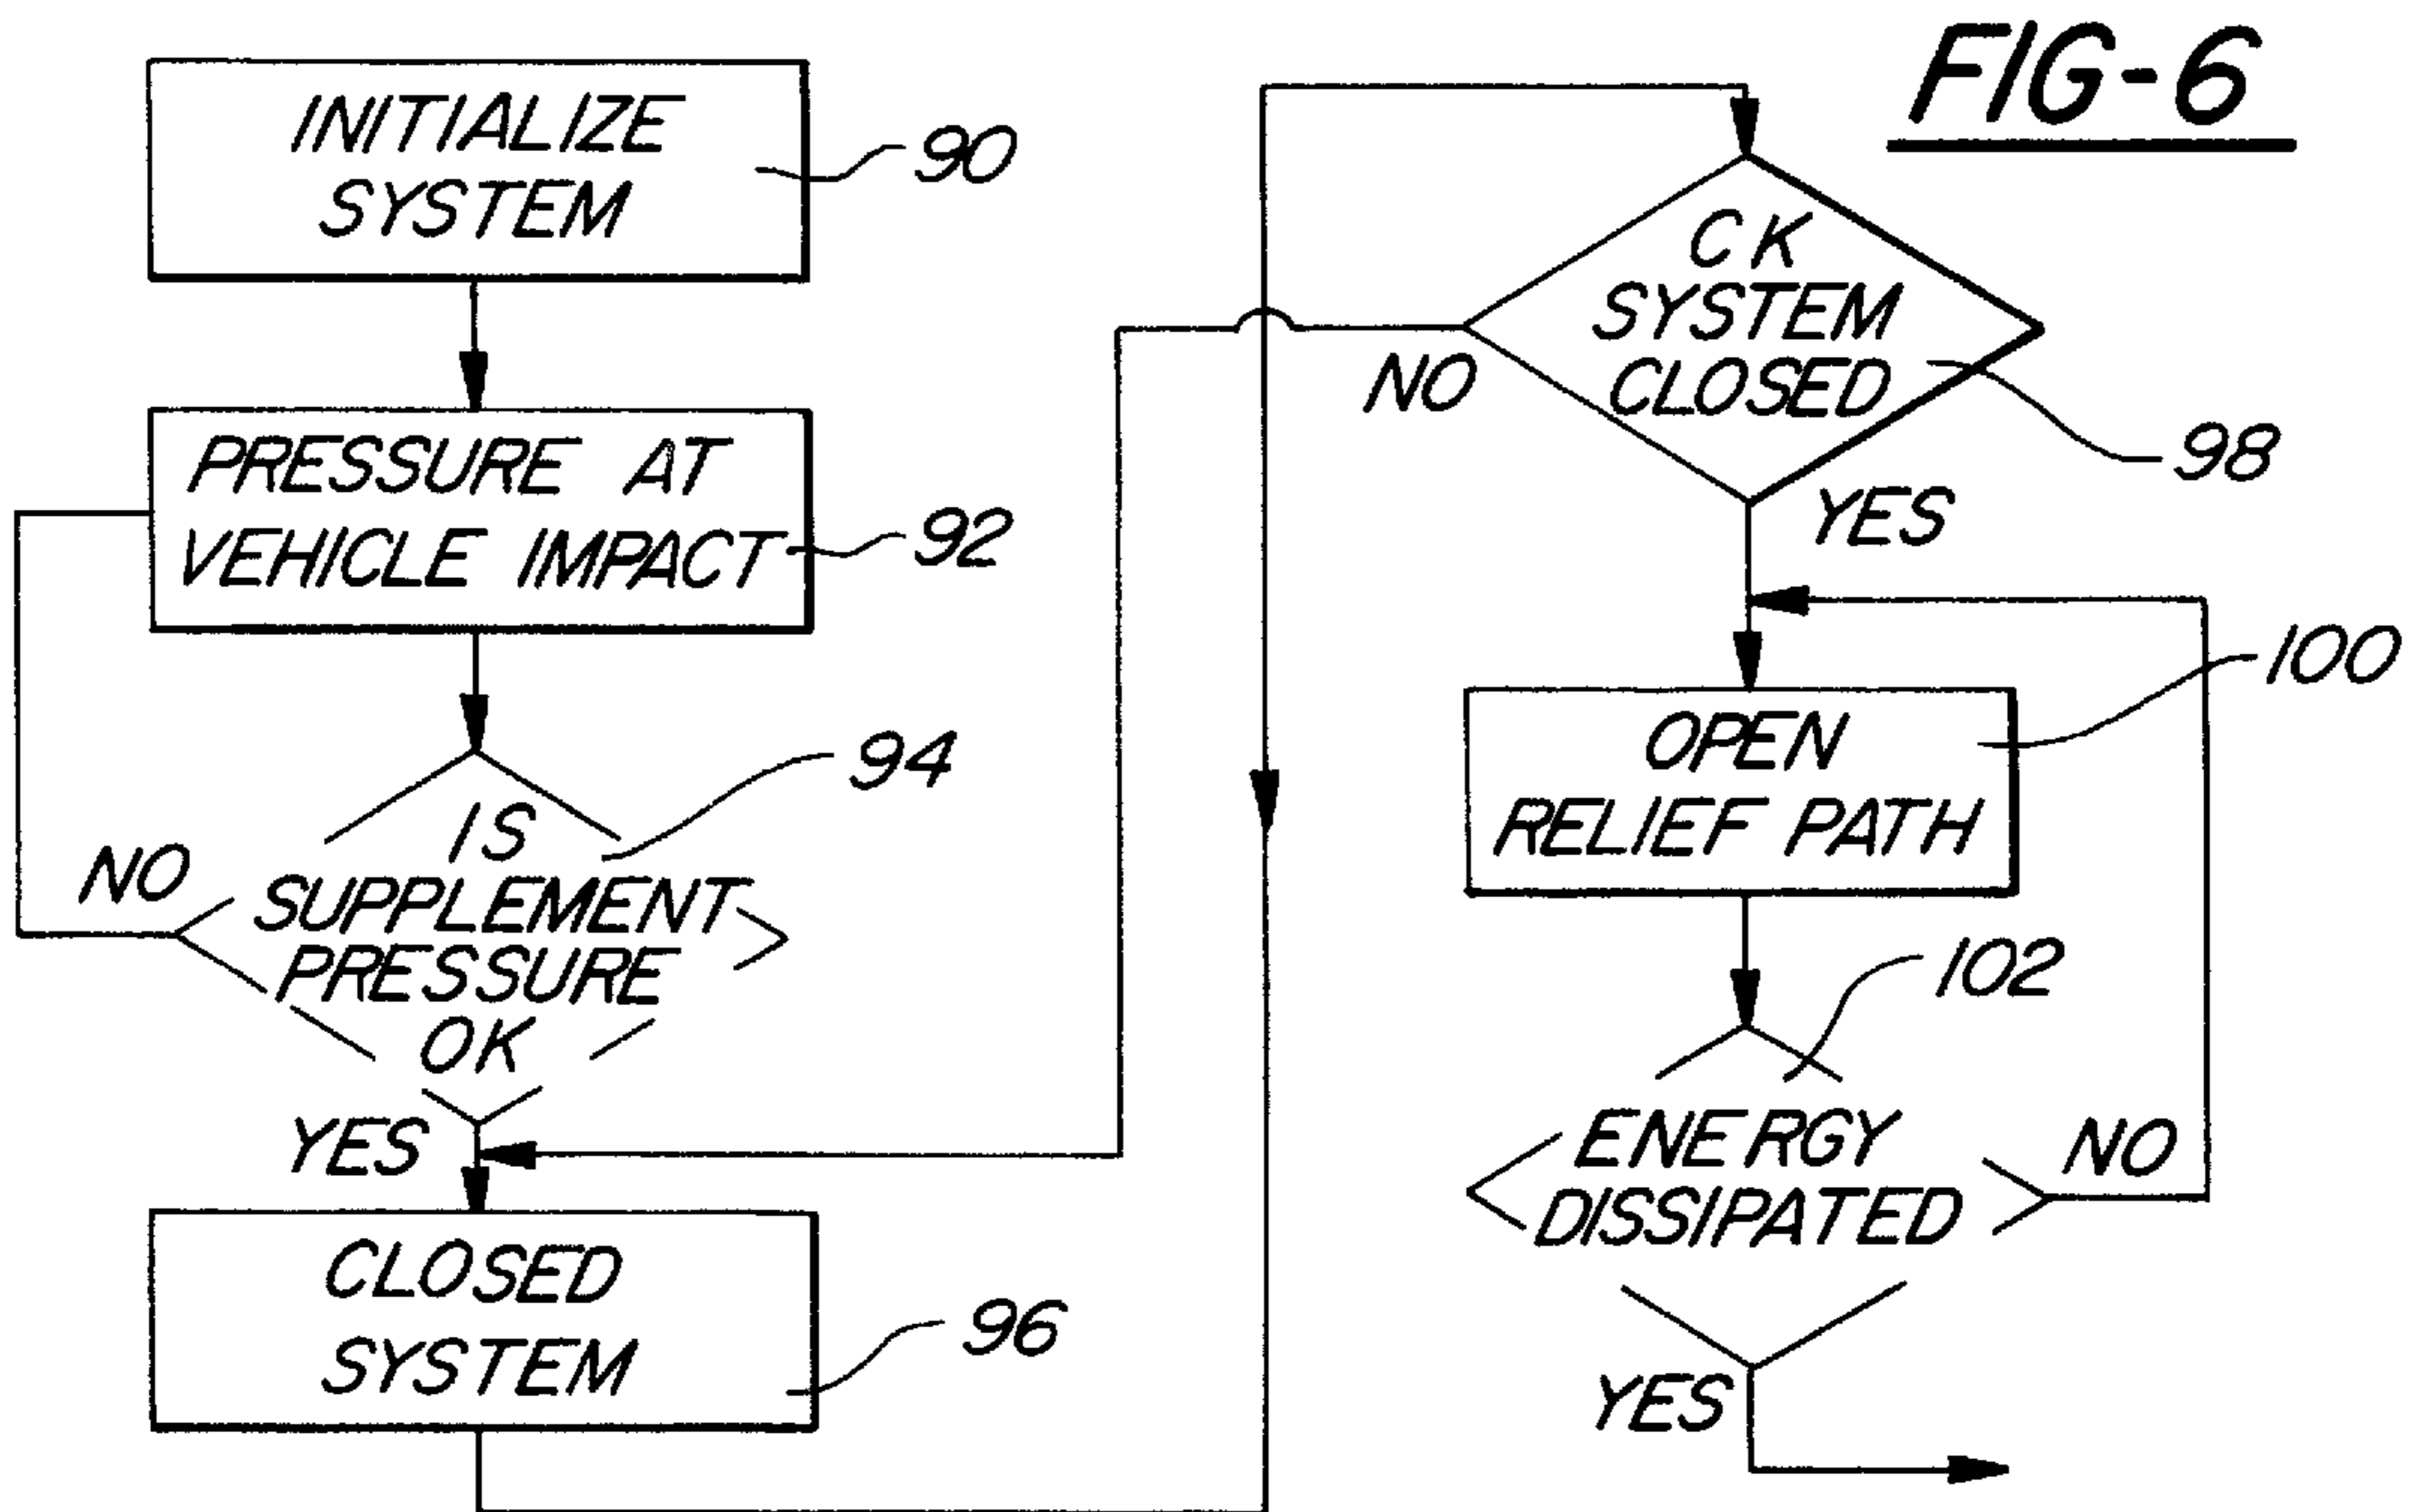 FIG-6
INITIALIZE
SYSTEM
90
PRESSURE AT
VEHICLE IMPACT
92
94
IS
SUPPLEMENT
PRESSURE
OK
NO
YES
CLOSED
SYSTEM
96
CK
SYSTEM
CLOSED
98
NO
YES
OPEN
RELIEF PATH
100
102
ENERGY
DISSIPATED
NO
YES